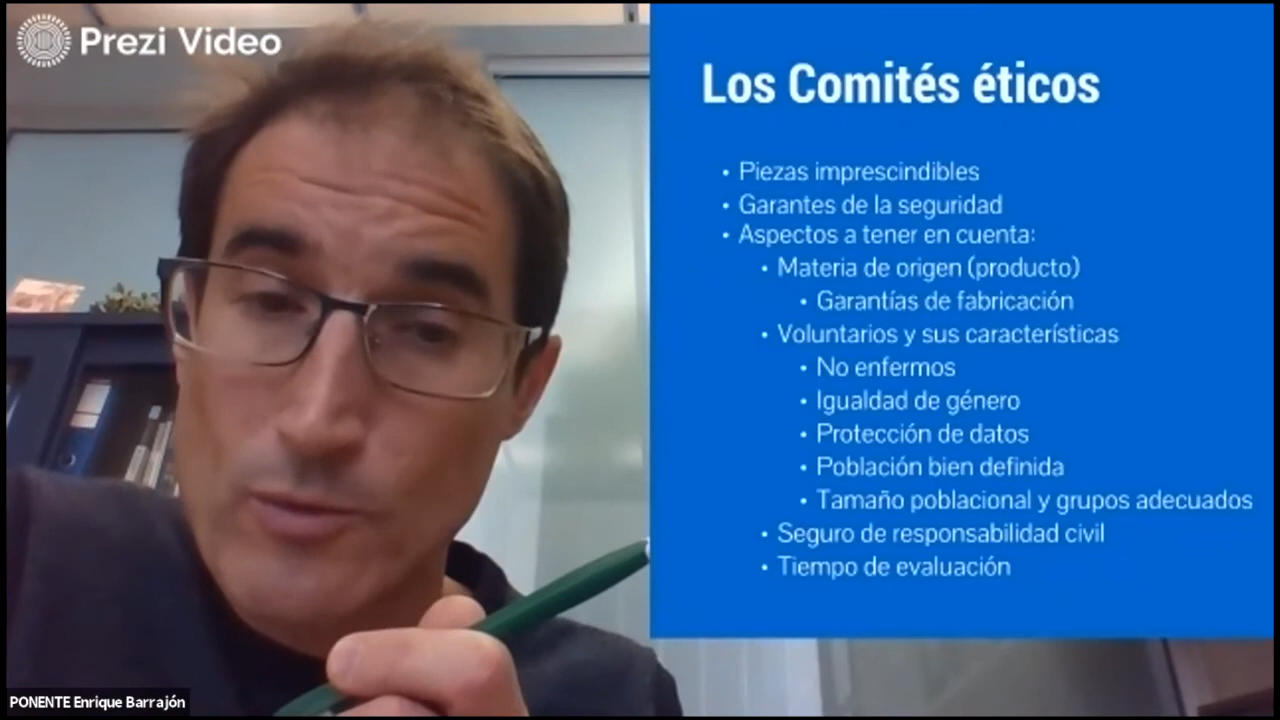 Prezi Video
Los Comités éticos
• Piezas imprescindibles
• Garantes de la seguridad
• Aspectos a tener en cuenta:
• Materia de origen (producto)
• Garantías de fabricación
• Voluntarios y sus características
• No enfermos
• Igualdad de género
• Protección de datos
• Población bien definida
• Tamaño poblacional y grupos adecuados
• Seguro de responsabilidad civil
• Tiempo de evaluación
PONENTE Enrique Barrajón